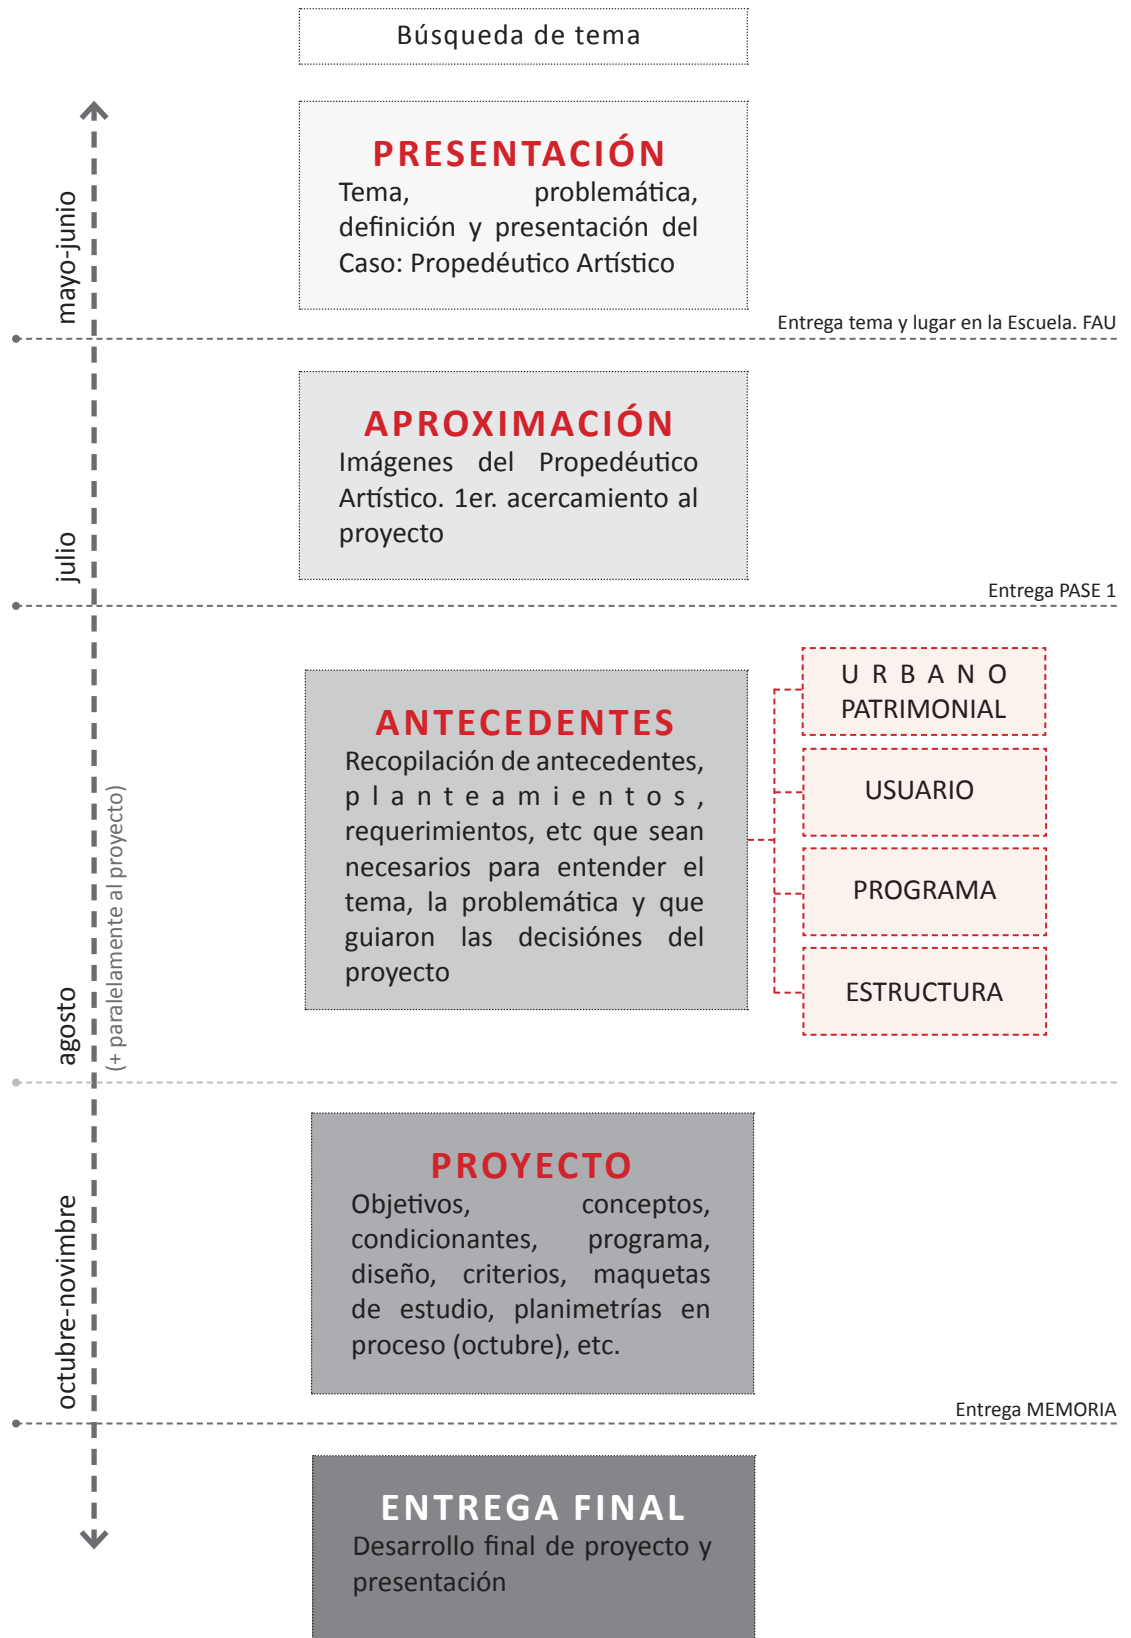 Búsqueda de tema
mayo-junio
PRESENTACIÓN
Tema, problemática,
definición y presentación del
Caso: Propedéutico Artístico
Entrega tema y lugar en la Escuela. FAU
julio
APROXIMACIÓN
Imágenes del Propedéutico
Artístico. 1er. acercamiento al
proyecto
Entrega PASE 1
agosto
(+ paralelamente al proyecto)
ANTECEDENTES
Recopilación de antecedentes,
planteamientos,
requerimientos, etc que sean
necesarios para entender el
tema, la problemática y que
guiaron las decisiónes del
proyecto
URBANO
PATRIMONIAL
USUARIO
PROGRAMA
ESTRUCTURA
octubre-novimbre
PROYECTO
Objetivos, conceptos,
condicionantes, programa,
diseño, criterios, maquetas
de estudio, planimetrías en
proceso (octubre), etc.
Entrega MEMORIA
ENTREGA FINAL
Desarrollo final de proyecto y
presentación